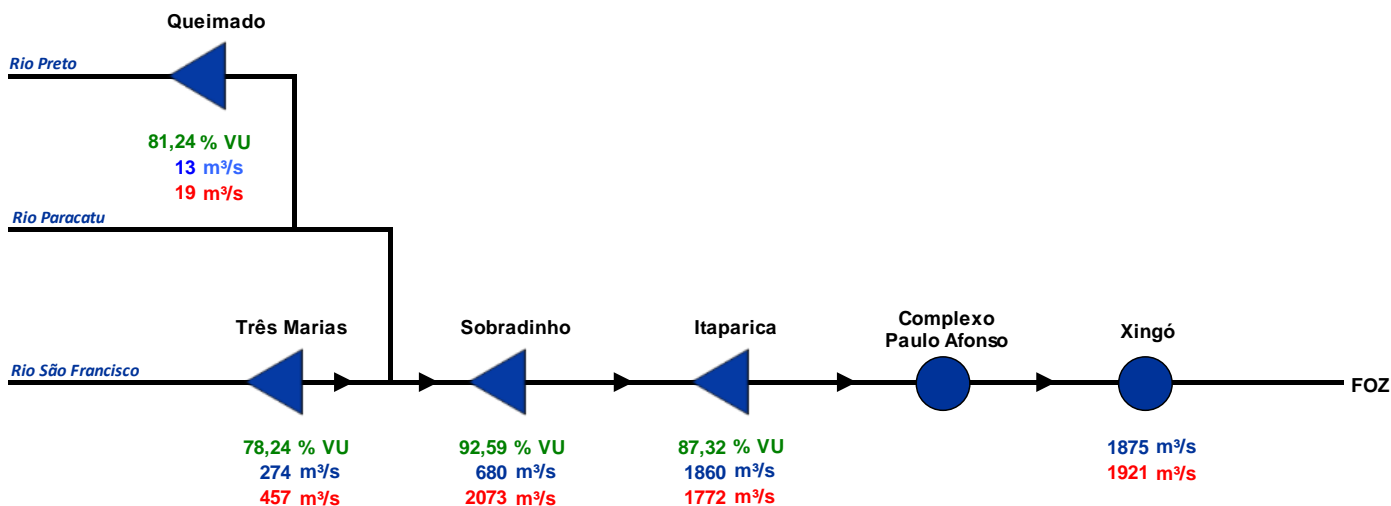 Queimado
Rio Preto
81,24 % VU
13 m³/s
19 m³/s
Rio Paracatu
Três Marias
Sobradinho
Itaparica
Complexo
Paulo Afonso
Xingó
Rio São Francisco
FOZ
78,24 % VU
274 m³/s
457 m³/s
92,59 % VU
680 m³/s
2073 m³/s
87,32 % VU
1860 m³/s
1772 m³/s
1875 m³/s
1921 m³/s